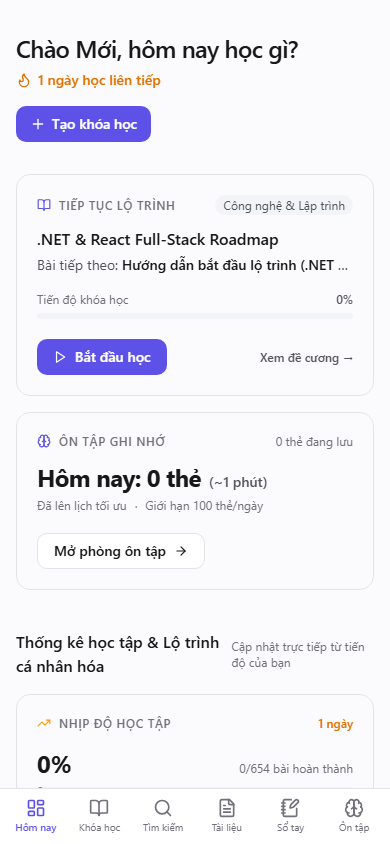 Chào Mới, hôm nay học gì?
1 ngày học liên tiếp
Tạo khóa học
TIẾP TỤC LỘ TRÌNH
Công nghệ & Lập trình
.NET & React Full-Stack Roadmap
Bài tiếp theo: Hướng dẫn bắt đầu lộ trình (.NET ...
Tiến độ khóa học
0%
Bắt đầu học
Xem đề cương →
ÔN TẬP GHI NHỚ
0 thẻ đang lưu
Hôm nay: 0 thẻ (~1 phút)
Đã lên lịch tối ưu · Giới hạn 100 thẻ/ngày
Mở phòng ôn tập →
Thống kê học tập & Lộ trình
cá nhân hóa
Cập nhật trực tiếp từ tiến
độ của bạn
NHỊP ĐỘ HỌC TẬP
1 ngày
0%
0/654 bài hoàn thành
Hôm nay
Khóa học
Tìm kiếm
Tài liệu
Sổ tay
Ôn tập